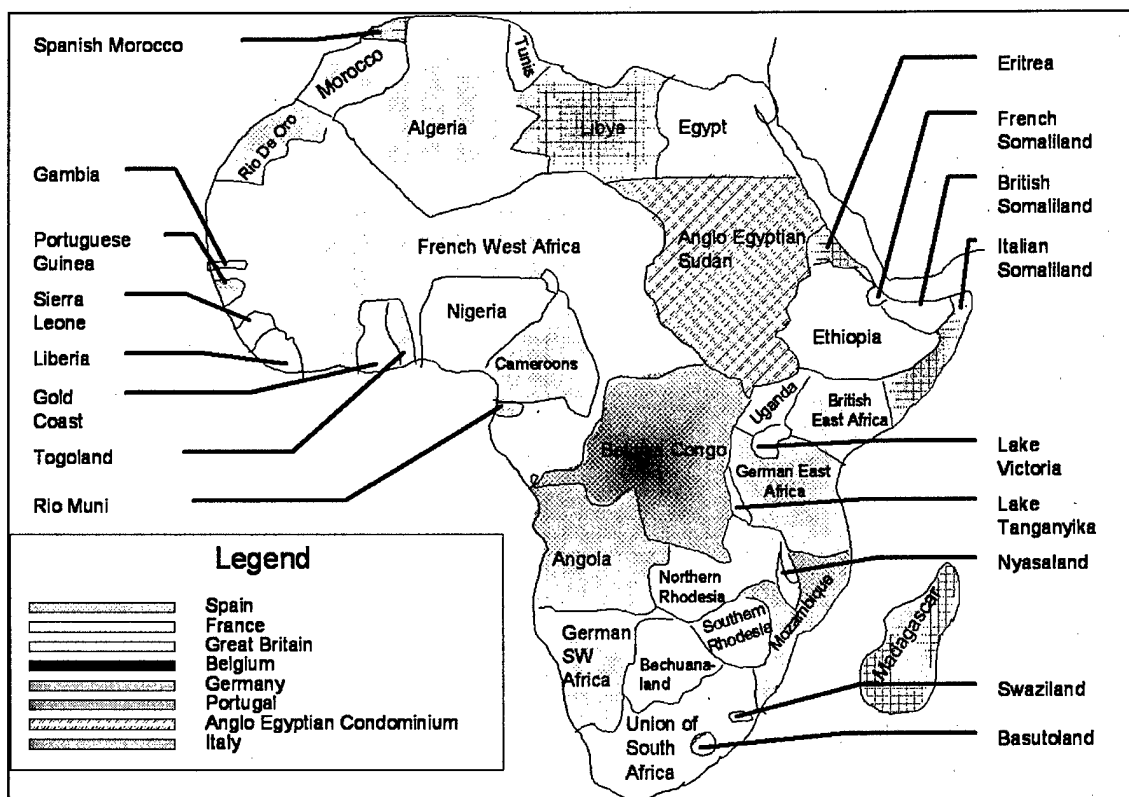 Spanish Morocco
Gambia
Portuguese
Guinea
Sierra
Leone
Liberia
Gold
Coast
Togoland
Rio Muni
Morocco
Tunis
Rio De Oro
Algeria
Libya
Egypt
French West Africa
Anglo Egyptian
Sudan
Nigeria
Cameroons
Ethiopia
Uganda
British
East Africa
Belgian Congo
German East
Africa
Angola
Northern
Rhodesia
Southern
Rhodesia
Mozambique
German
SW
Africa
Bechuana-
land
Union of
South
Africa
Madagascar
Eritrea
French
Somaliland
British
Somaliland
Italian
Somaliland
Lake
Victoria
Lake
Tanganyika
Nyasaland
Swaziland
Basutoland
Legend
Spain
France
Great Britain
Belgium
Germany
Portugal
Anglo Egyptian Condominium
Italy